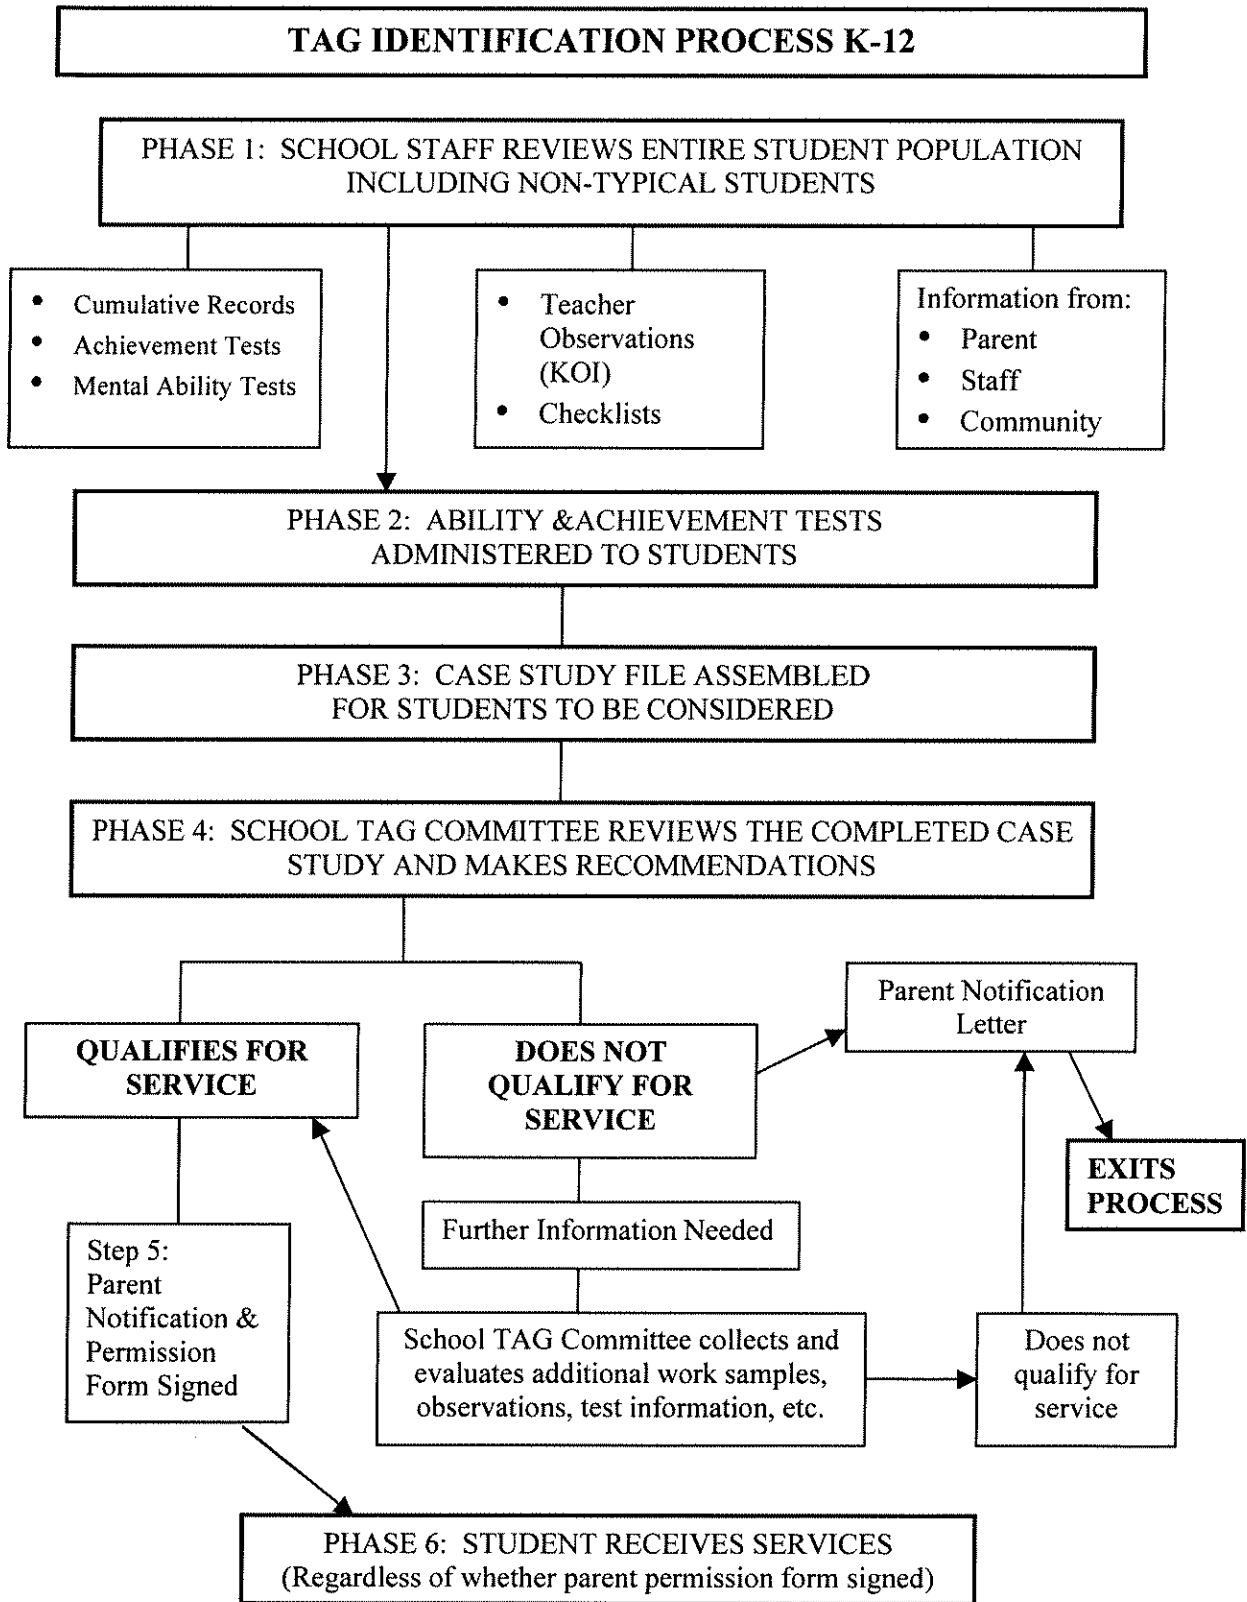 TAG IDENTIFICATION PROCESS K-12
PHASE 1: SCHOOL STAFF REVIEWS ENTIRE STUDENT POPULATION
INCLUDING NON-TYPICAL STUDENTS
• Cumulative Records
• Achievement Tests
• Mental Ability Tests
• Teacher
Observations
(KOI)
• Checklists
Information from:
• Parent
• Staff
• Community
PHASE 2: ABILITY &ACHIEVEMENT TESTS
ADMINISTERED TO STUDENTS
PHASE 3: CASE STUDY FILE ASSEMBLED
FOR STUDENTS TO BE CONSIDERED
PHASE 4: SCHOOL TAG COMMITTEE REVIEWS THE COMPLETED CASE
STUDY AND MAKES RECOMMENDATIONS
QUALIFIES FOR
SERVICE
DOES NOT
QUALIFY FOR
SERVICE
Parent Notification
Letter
EXITS
PROCESS
Further Information Needed
Step 5:
Parent
Notification &
Permission
Form Signed
School TAG Committee collects and
evaluates additional work samples,
observations, test information, etc.
Does not
qualify for
service
PHASE 6: STUDENT RECEIVES SERVICES
(Regardless of whether parent permission form signed)